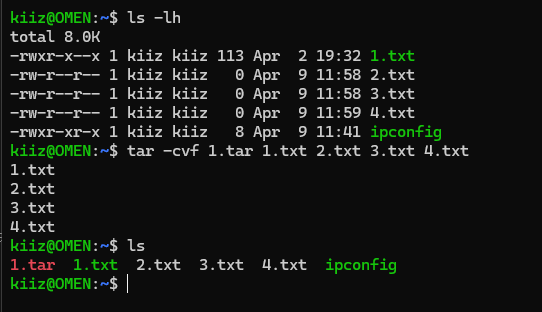 kiiz@OMEN:~$ ls -lh
total 8.0K
-rwxr-x--x 1 kiiz kiiz 113 Apr  2 19:32 1.txt
-rw-r--r-- 1 kiiz kiiz   0 Apr  9 11:58 2.txt
-rw-r--r-- 1 kiiz kiiz   0 Apr  9 11:58 3.txt
-rw-r--r-- 1 kiiz kiiz   0 Apr  9 11:59 4.txt
-rwxr-xr-x 1 kiiz kiiz   8 Apr  9 11:41 ipconfig
kiiz@OMEN:~$ tar -cvf 1.tar 1.txt 2.txt 3.txt 4.txt
1.txt
2.txt
3.txt
4.txt
kiiz@OMEN:~$ ls
1.tar  1.txt  2.txt  3.txt  4.txt  ipconfig
kiiz@OMEN:~$